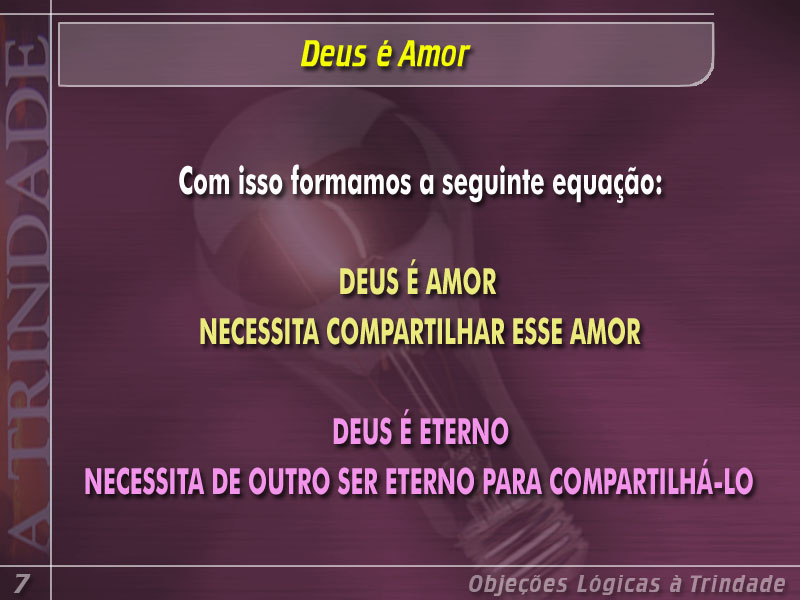 Deus é Amor
A TRINDADE
Com isso formamos a seguinte equação:
DEUS É AMOR
NECESSITA COMPARTILHAR ESSE AMOR
DEUS É ETERNO
NECESSITA DE OUTRO SER ETERNO PARA COMPARTILHÁ-LO
7
Objeções Lógicas à Trindade